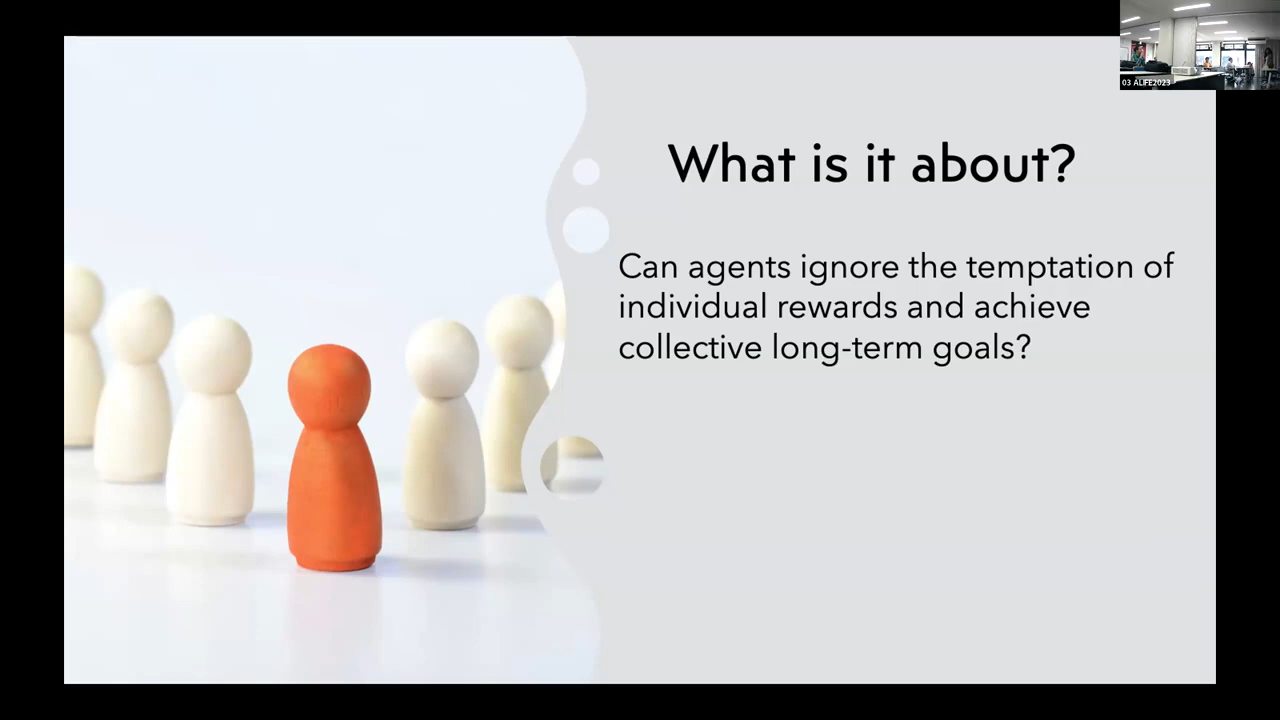 03 ALIFE2023
What is it about?
Can agents ignore the temptation of
individual rewards and achieve
collective long-term goals?